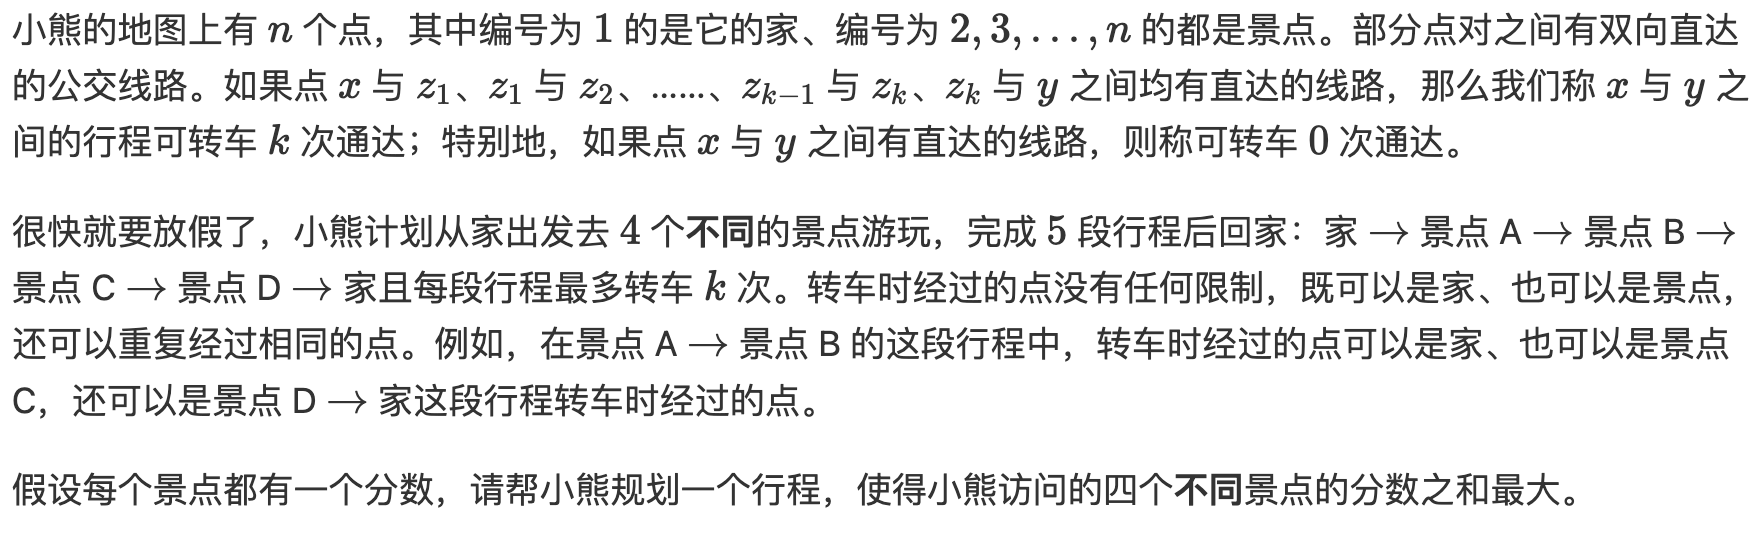 小熊的地图上有 n 个点，其中编号为 1 的是它的家、编号为 2, 3, . . . , n 的都是景点。部分点对之间有双向直达
的公交线路。如果点 x 与 z₁、z₁ 与 z₂、......、zₖ₋₁ 与 zₖ、zₖ 与 y 之间均有直达的线路，那么我们称 x 与 y 之
间的行程可转车 k 次通达；特别地，如果点 x 与 y 之间有直达的线路，则称可转车 0 次通达。
很快就要放假了，小熊计划从家出发去 4 个不同的景点游玩，完成 5 段行程后回家：家 → 景点 A → 景点 B →
景点 C → 景点 D → 家且每段行程最多转车 k 次。转车时经过的点没有任何限制，既可以是家、也可以是景点，
还可以重复经过相同的点。例如，在景点 A → 景点 B 的这段行程中，转车时经过的点可以是家、也可以是景点
C，还可以是景点 D → 家这段行程转车时经过的点。
假设每个景点都有一个分数，请帮小熊规划一个行程，使得小熊访问的四个不同景点的分数之和最大。